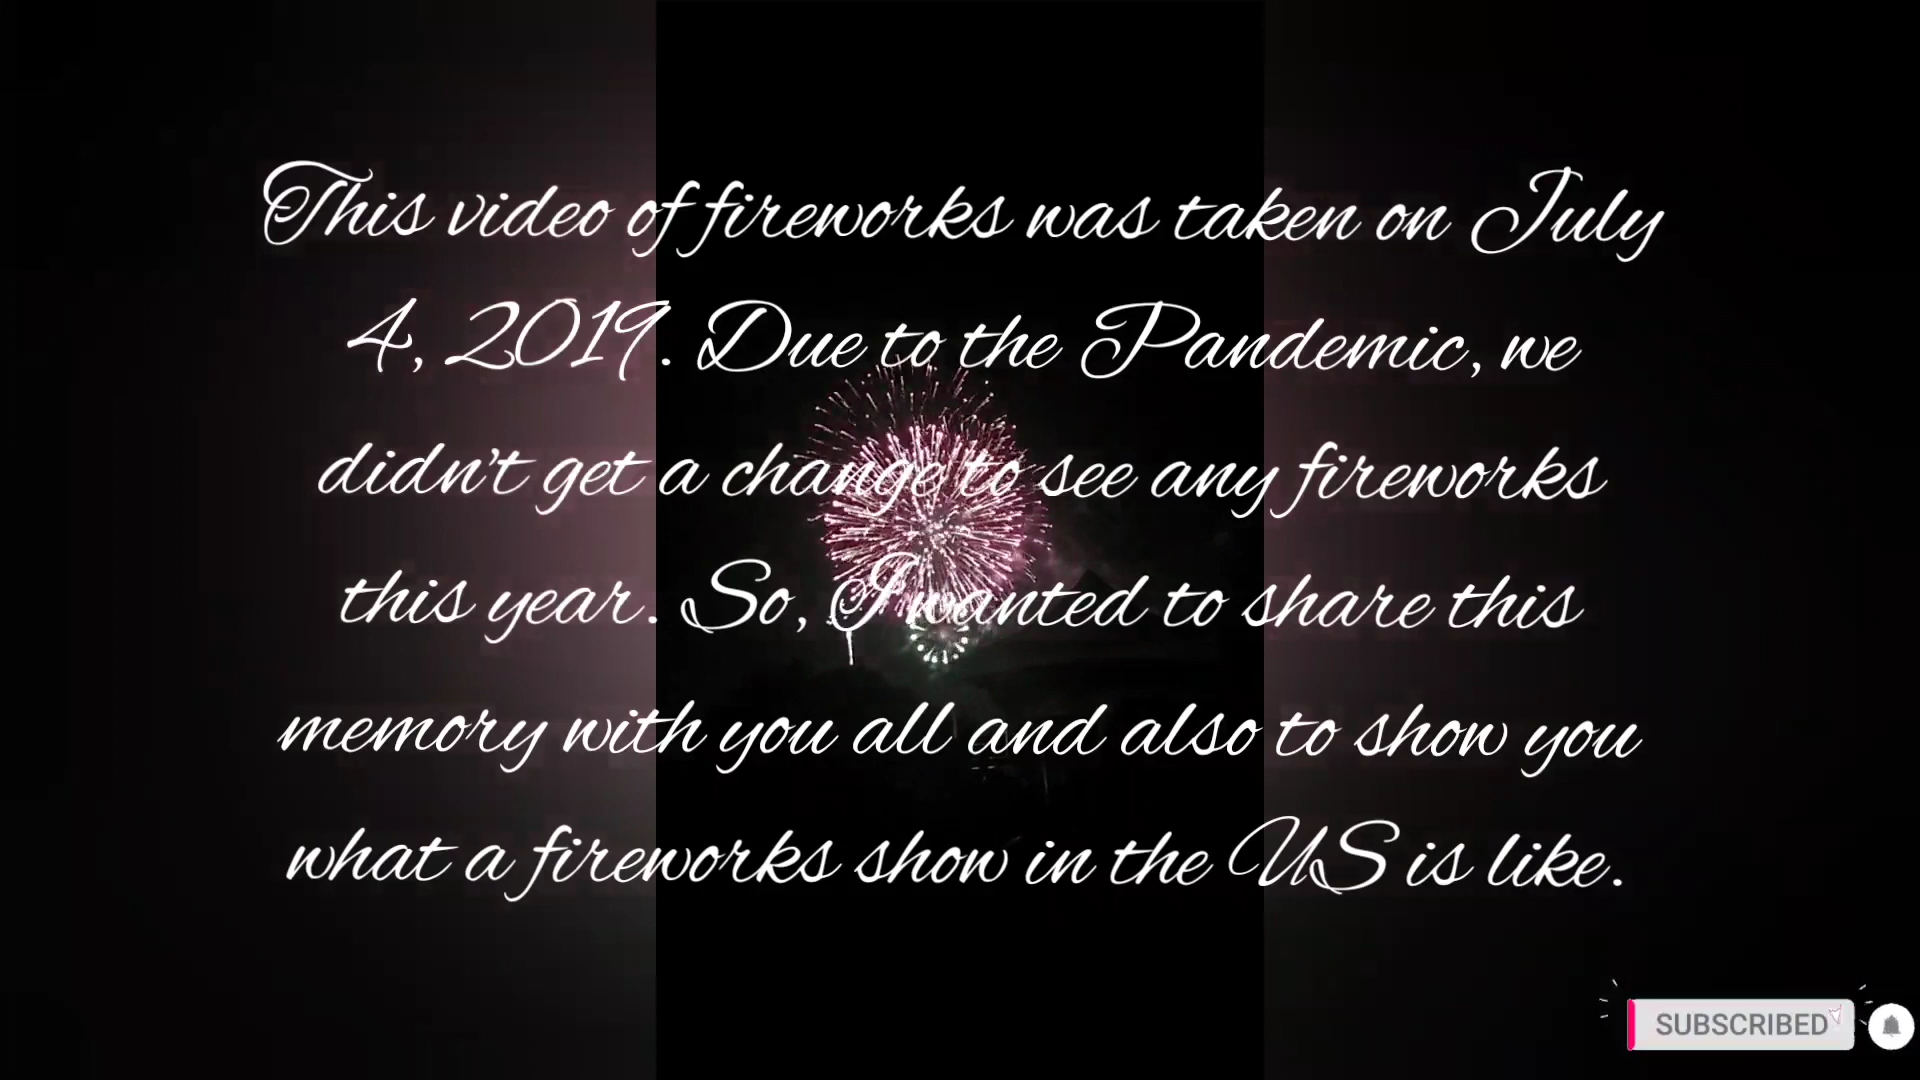 This video of fireworks was taken on July
4, 2019. Due to the Pandemic, we
didn't get a change to see any fireworks
this year. So, I wanted to share this
memory with you all and also to show you
what a fireworks show in the US is like.
SUBSCRIBED